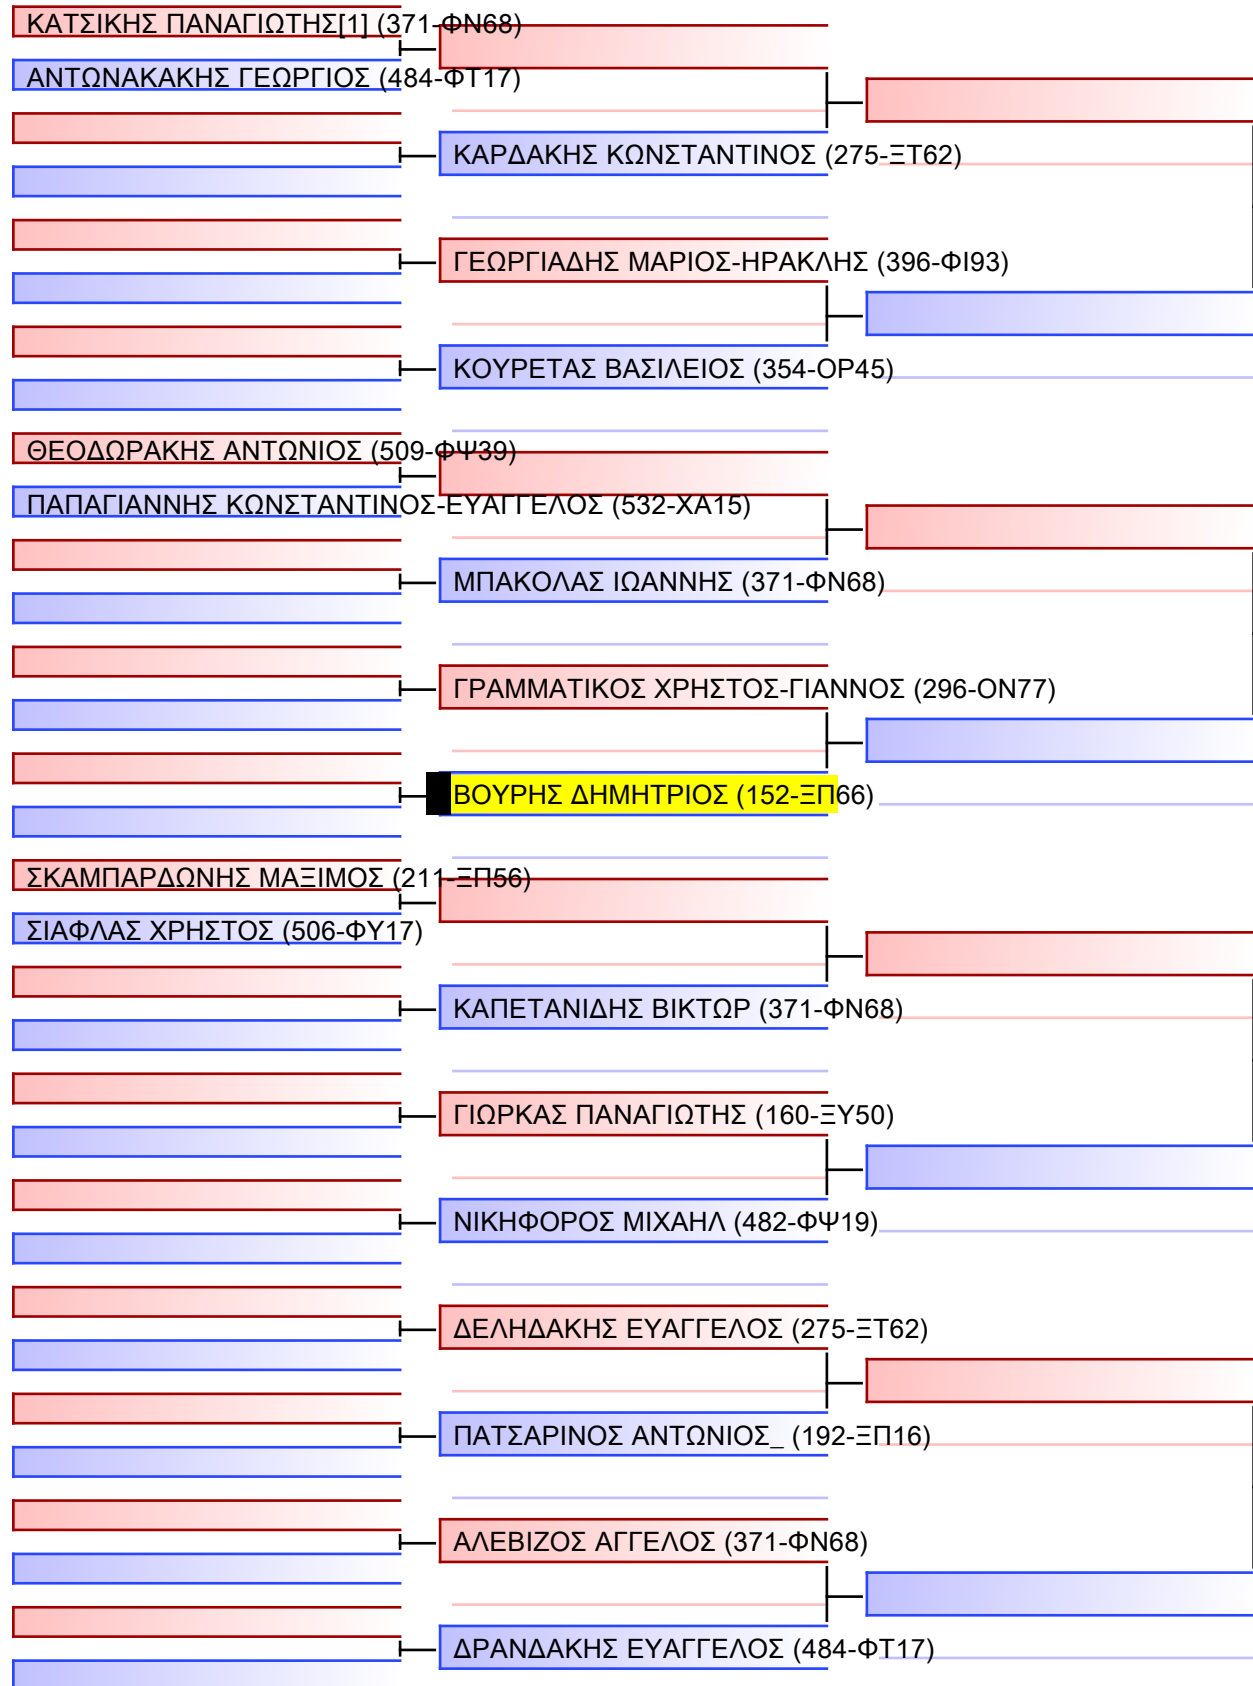 ΚΑΤΣΙΚΗΣ ΠΑΝΑΓΙΩΤΗΣ[1] (371-ΦΝ68)
ΑΝΤΩΝΑΚΑΚΗΣ ΓΕΩΡΓΙΟΣ (484-ΦΤ17)
ΚΑΡΔΑΚΗΣ ΚΩΝΣΤΑΝΤΙΝΟΣ (275-ΞΤ62)
ΓΕΩΡΓΙΑΔΗΣ ΜΑΡΙΟΣ-ΗΡΑΚΛΗΣ (396-ΦΙ93)
ΚΟΥΡΕΤΑΣ ΒΑΣΙΛΕΙΟΣ (354-ΟΡ45)
ΘΕΟΔΩΡΑΚΗΣ ΑΝΤΩΝΙΟΣ (509-ΦΨ39)
ΠΑΠΑΓΙΑΝΝΗΣ ΚΩΝΣΤΑΝΤΙΝΟΣ-ΕΥΑΓΓΕΛΟΣ (532-ΧΑ15)
ΜΠΑΚΟΛΑΣ ΙΩΑΝΝΗΣ (371-ΦΝ68)
ΓΡΑΜΜΑΤΙΚΟΣ ΧΡΗΣΤΟΣ-ΓΙΑΝΝΟΣ (296-ΟΝ77)
ΒΟΥΡΗΣ ΔΗΜΗΤΡΙΟΣ (152-ΞΠ66)
ΣΚΑΜΠΑΡΔΩΝΗΣ ΜΑΞΙΜΟΣ (211-ΞΠ56)
ΣΙΑΦΛΑΣ ΧΡΗΣΤΟΣ (506-ΦΥ17)
ΚΑΠΕΤΑΝΙΔΗΣ ΒΙΚΤΩΡ (371-ΦΝ68)
ΓΙΩΡΚΑΣ ΠΑΝΑΓΙΩΤΗΣ (160-ΞΥ50)
ΝΙΚΗΦΟΡΟΣ ΜΙΧΑΗΛ (482-ΦΨ19)
ΔΕΛΗΔΑΚΗΣ ΕΥΑΓΓΕΛΟΣ (275-ΞΤ62)
ΠΑΤΣΑΡΙΝΟΣ ΑΝΤΩΝΙΟΣ_ (192-ΞΠ16)
ΑΛΕΒΙΖΟΣ ΑΓΓΕΛΟΣ (371-ΦΝ68)
ΔΡΑΝΔΑΚΗΣ ΕΥΑΓΓΕΛΟΣ (484-ΦΤ17)